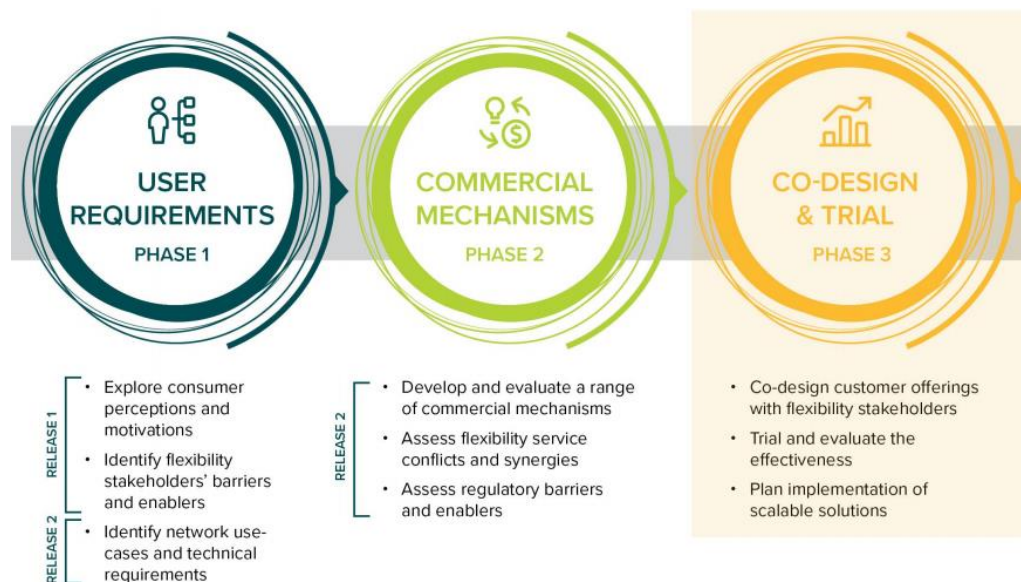 USER
REQUIREMENTS
PHASE 1
COMMERCIAL
MECHANISMS
PHASE 2
CO-DESIGN
& TRIAL
PHASE 3
RELEASE 1
• Explore consumer
perceptions and
motivations
• Identify flexibility
stakeholders' barriers
and enablers
RELEASE 2
• Identify network use-
cases and technical
requirements
RELEASE 2
• Develop and evaluate a range
of commercial mechanisms
• Assess flexibility service
conflicts and synergies
• Assess regulatory barriers
and enablers
• Co-design customer offerings
with flexibility stakeholders
• Trial and evaluate the
effectiveness
• Plan implementation of
scalable solutions